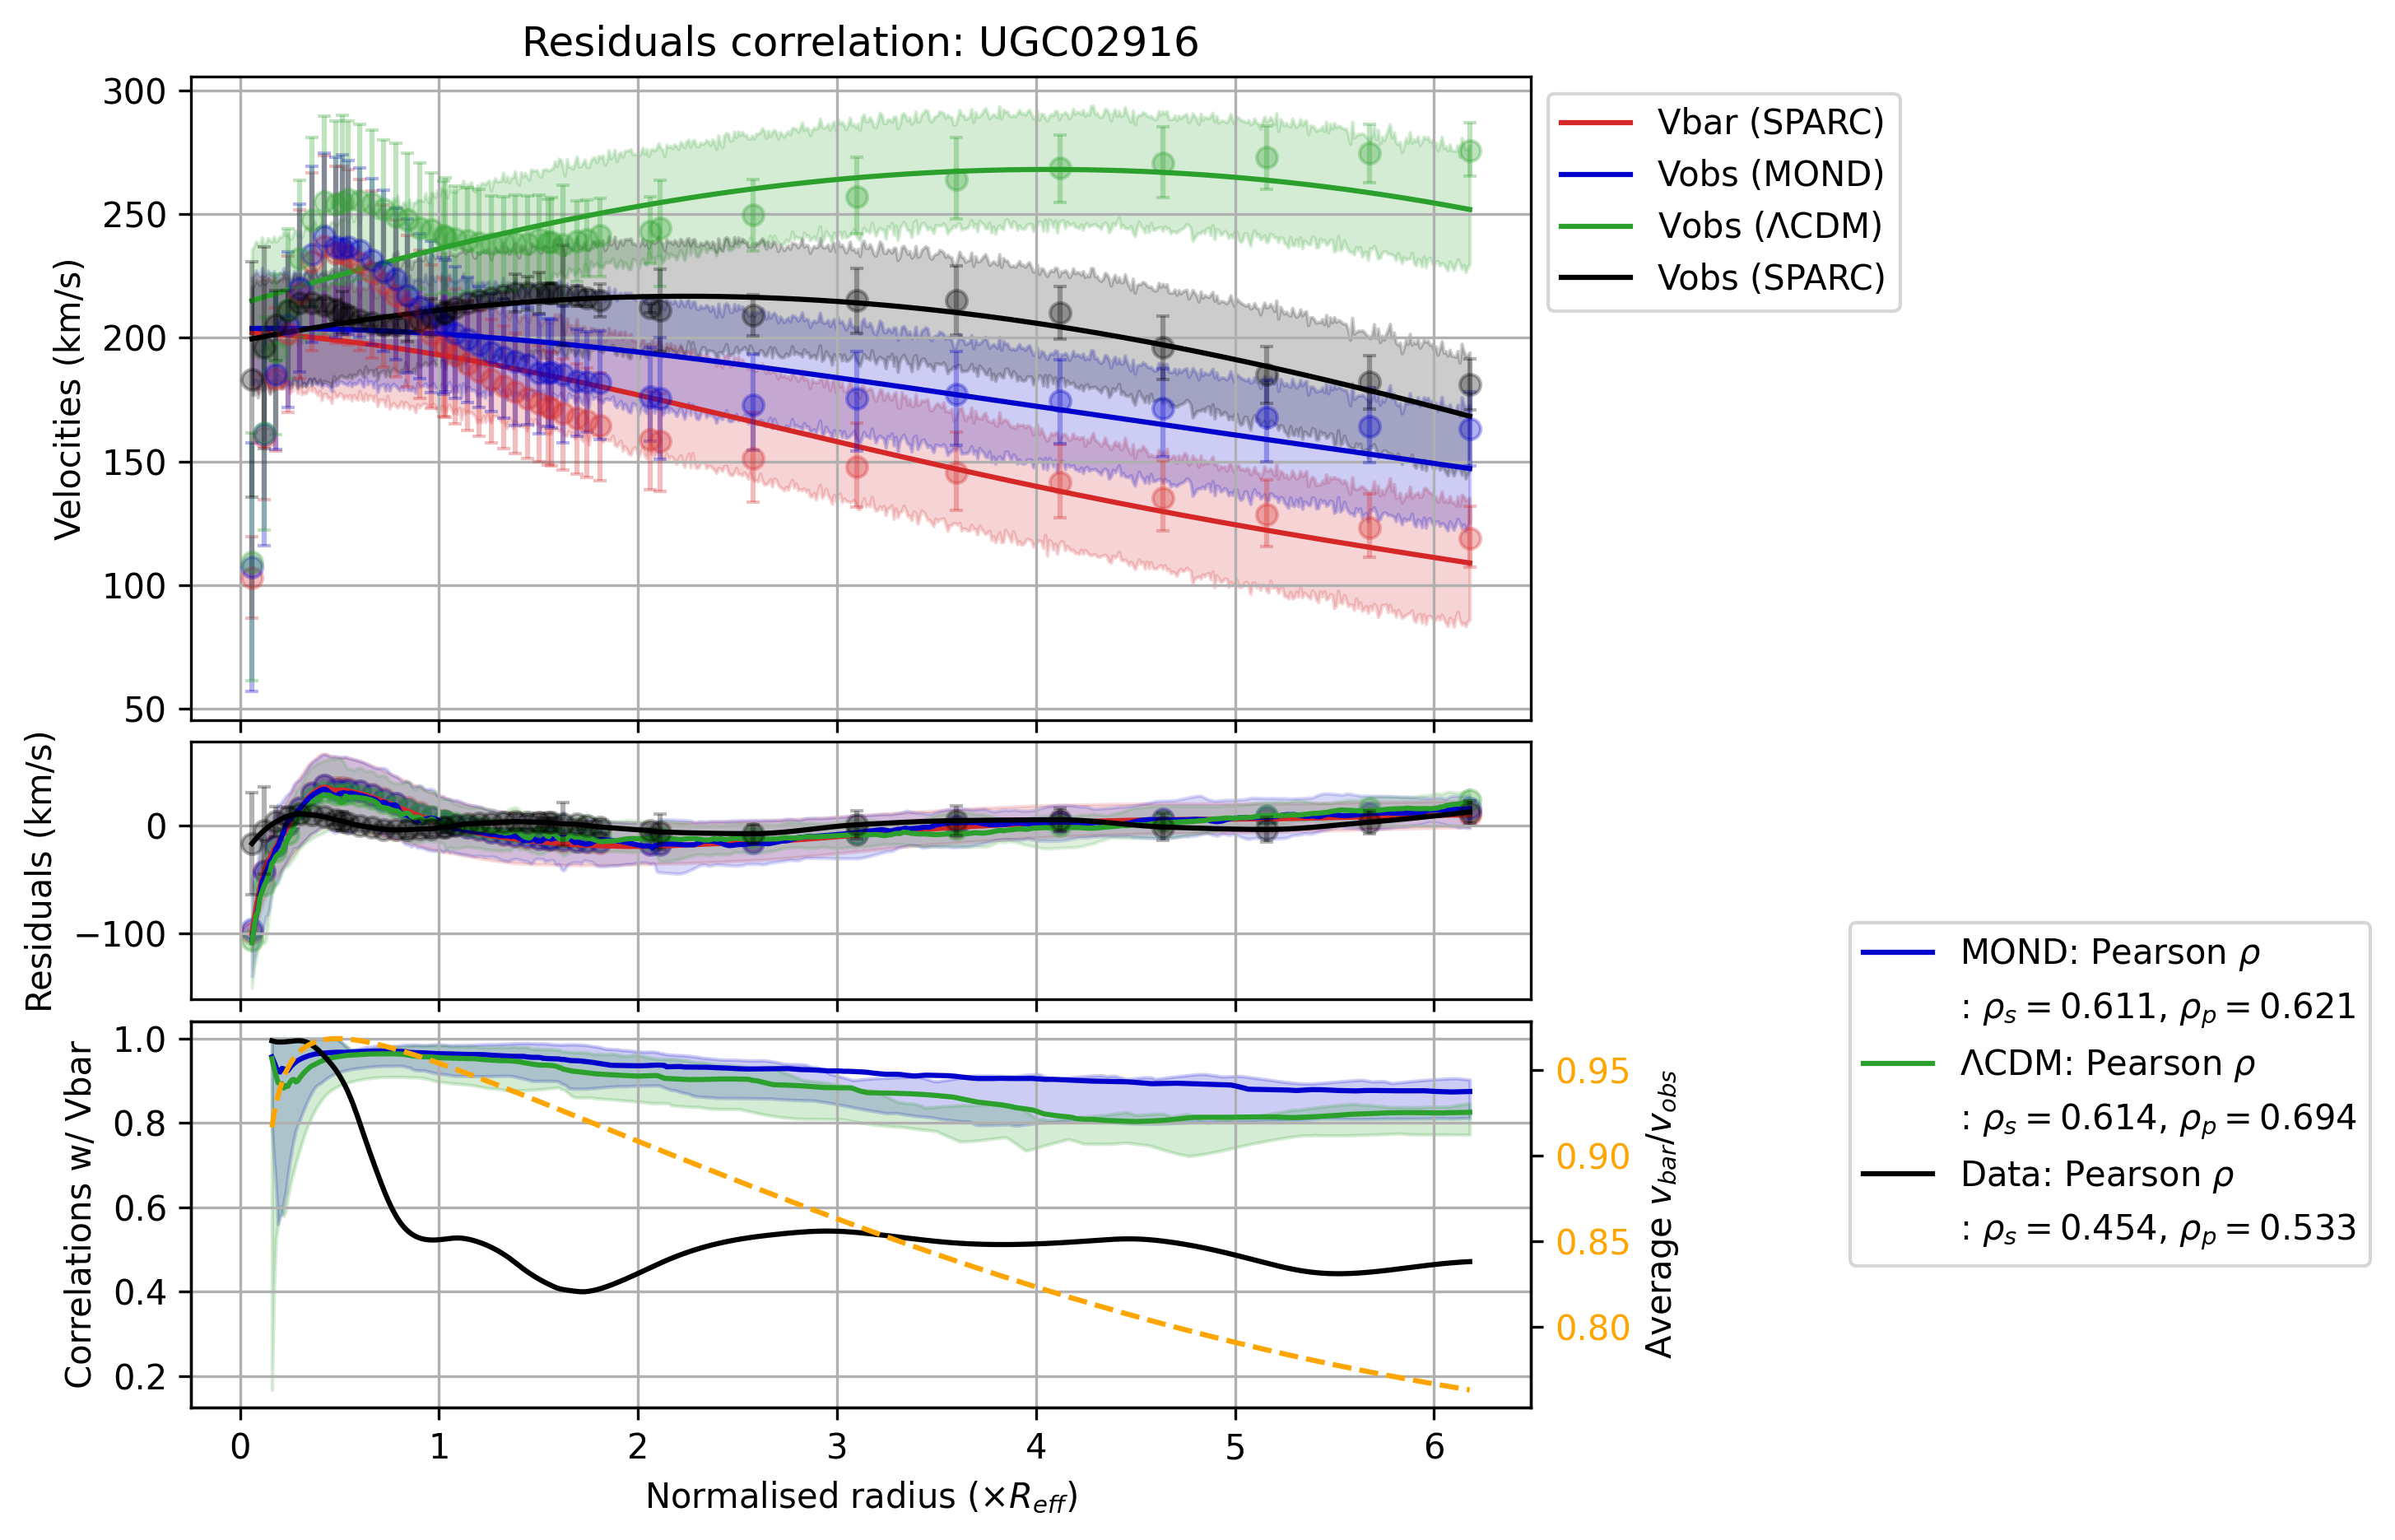 Residuals correlation: UGC02916
Velocities (km/s)
300
250
200
150
100
50
Vbar (SPARC)
Vobs (MOND)
Vobs (ΛCDM)
Vobs (SPARC)
Residuals (km/s)
0
−100
Correlations w/ Vbar
1.0
0.8
0.6
0.4
0.2
0.95
0.90
0.85
0.80
Average v_bar/v_obs
MOND: Pearson ρ
: ρ_s = 0.611, ρ_p = 0.621
ΛCDM: Pearson ρ
: ρ_s = 0.614, ρ_p = 0.694
Data: Pearson ρ
: ρ_s = 0.454, ρ_p = 0.533
0 1 2 3 4 5 6
Normalised radius (×R_eff)